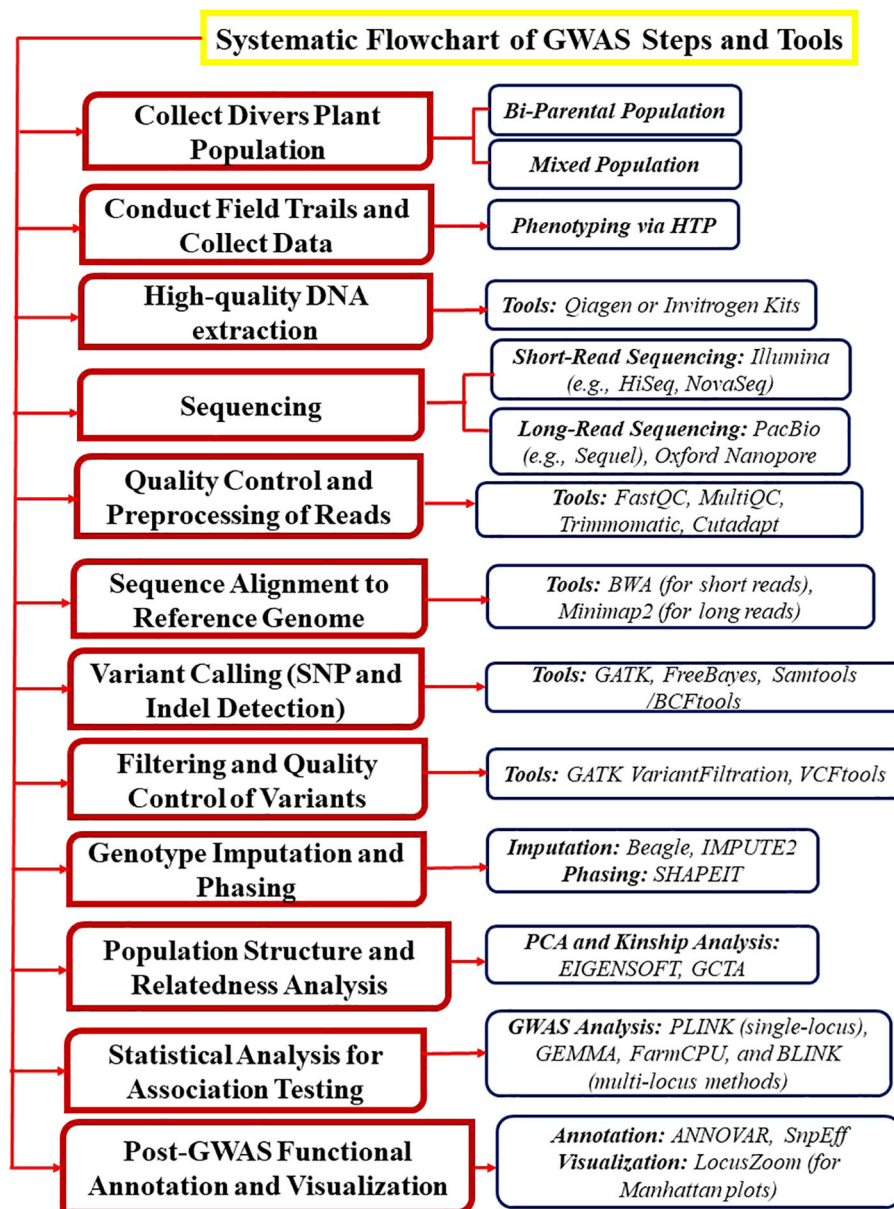 Systematic Flowchart of GWAS Steps and Tools
Collect Divers Plant
Population
Bi-Parental Population
Mixed Population
Conduct Field Trails and
Collect Data
Phenotyping via HTP
High-quality DNA
extraction
Tools: Qiagen or Invitrogen Kits
Sequencing
Short-Read Sequencing: Illumina
(e.g., HiSeq, NovaSeq)
Long-Read Sequencing: PacBio
(e.g., Sequel), Oxford Nanopore
Quality Control and
Preprocessing of Reads
Tools: FastQC, MultiQC,
Trimmomatic, Cutadapt
Sequence Alignment to
Reference Genome
Tools: BWA (for short reads),
Minimap2 (for long reads)
Variant Calling (SNP and
Indel Detection)
Tools: GATK, FreeBayes, Samtools
/BCFtools
Filtering and Quality
Control of Variants
Tools: GATK VariantFiltration, VCFtools
Genotype Imputation and
Phasing
Imputation: Beagle, IMPUTE2
Phasing: SHAPEIT
Population Structure and
Relatedness Analysis
PCA and Kinship Analysis:
EIGENSOFT, GCTA
Statistical Analysis for
Association Testing
GWAS Analysis: PLINK (single-locus),
GEMMA, FarmCPU, and BLINK
(multi-locus methods)
Post-GWAS Functional
Annotation and Visualization
Annotation: ANNOVAR, SnpEff
Visualization: LocusZoom (for
Manhattan plots)